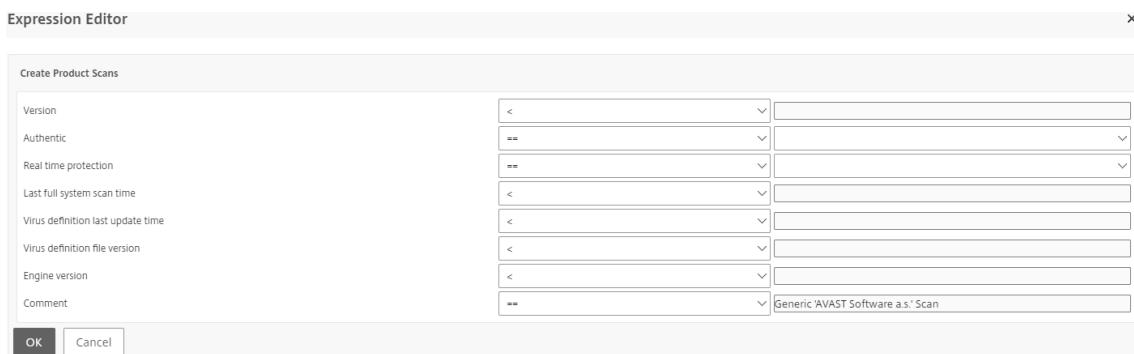 Expression Editor
Create Product Scans
Version <
Authentic ==
Real time protection ==
Last full system scan time <
Virus definition last update time <
Virus definition file version <
Engine version <
Comment == Generic 'AVAST Software a.s.' Scan
OK Cancel